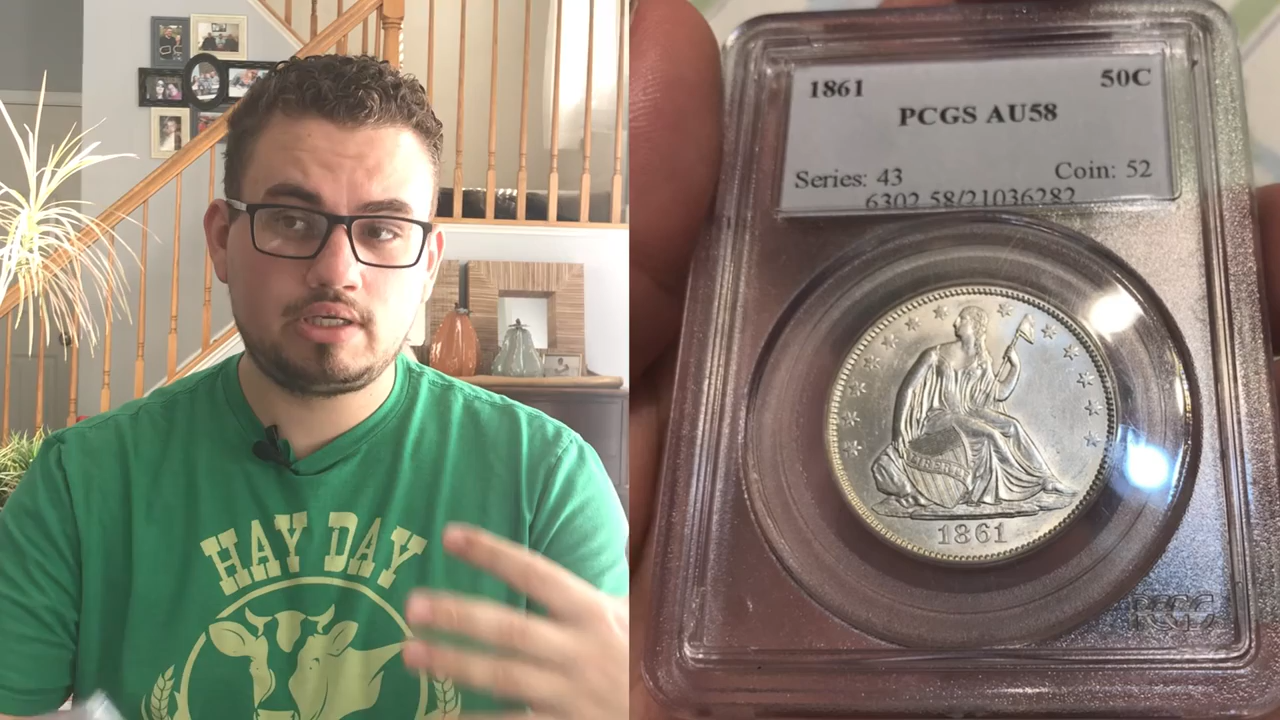 HAY DAY
1861 50C
PCGS AU58
Series: 43 Coin: 52
6302.58/21036282
LIBERTY
1861
PCGS